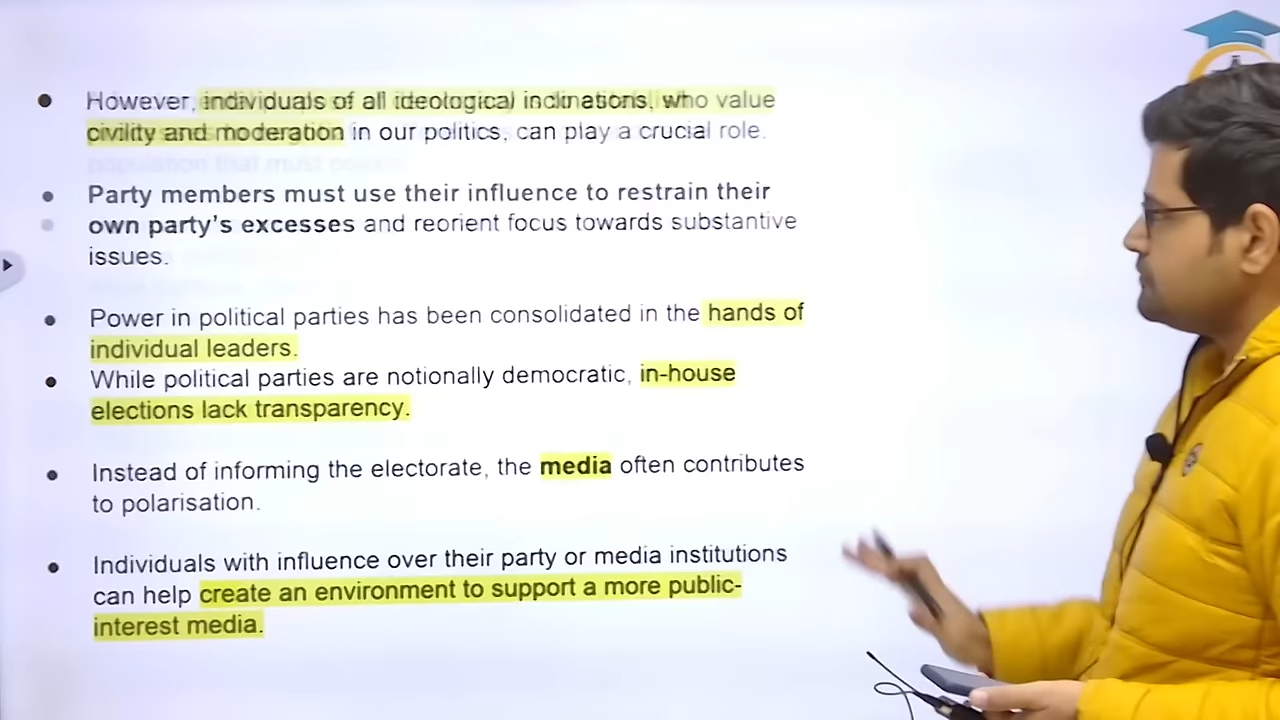 However, individuals of all ideological inclinations, who value
civility and moderation in our politics, can play a crucial role.
population that must
Party members must use their influence to restrain their
own party's excesses and reorient focus towards substantive
issues.
Power in political parties has been consolidated in the hands of
individual leaders.
While political parties are notionally democratic, in-house
elections lack transparency.
Instead of informing the electorate, the media often contributes
to polarisation.
Individuals with influence over their party or media institutions
can help create an environment to support a more public-
interest media.